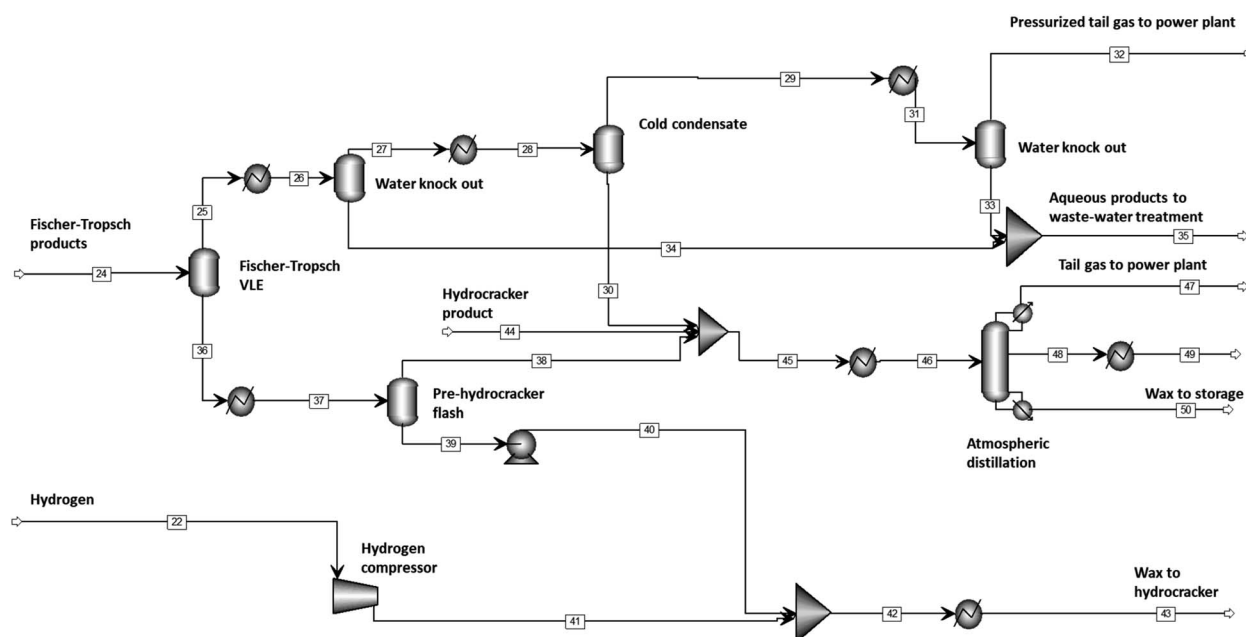 Pressurized tail gas to power plant
32
29
31
Cold condensate
Water knock out
27
28
25
26
Water knock out
33
Aqueous products to
waste-water treatment
35
34
Fischer-Tropsch
products
24
Fischer-Tropsch
VLE
Tail gas to power plant
47
30
Hydrocracker
product
44
38
45
46
48
49
36
37
Pre-hydrocracker
flash
Wax to storage
50
39
40
Atmospheric
distillation
Hydrogen
22
Hydrogen
compressor
41
42
Wax to
hydrocracker
43